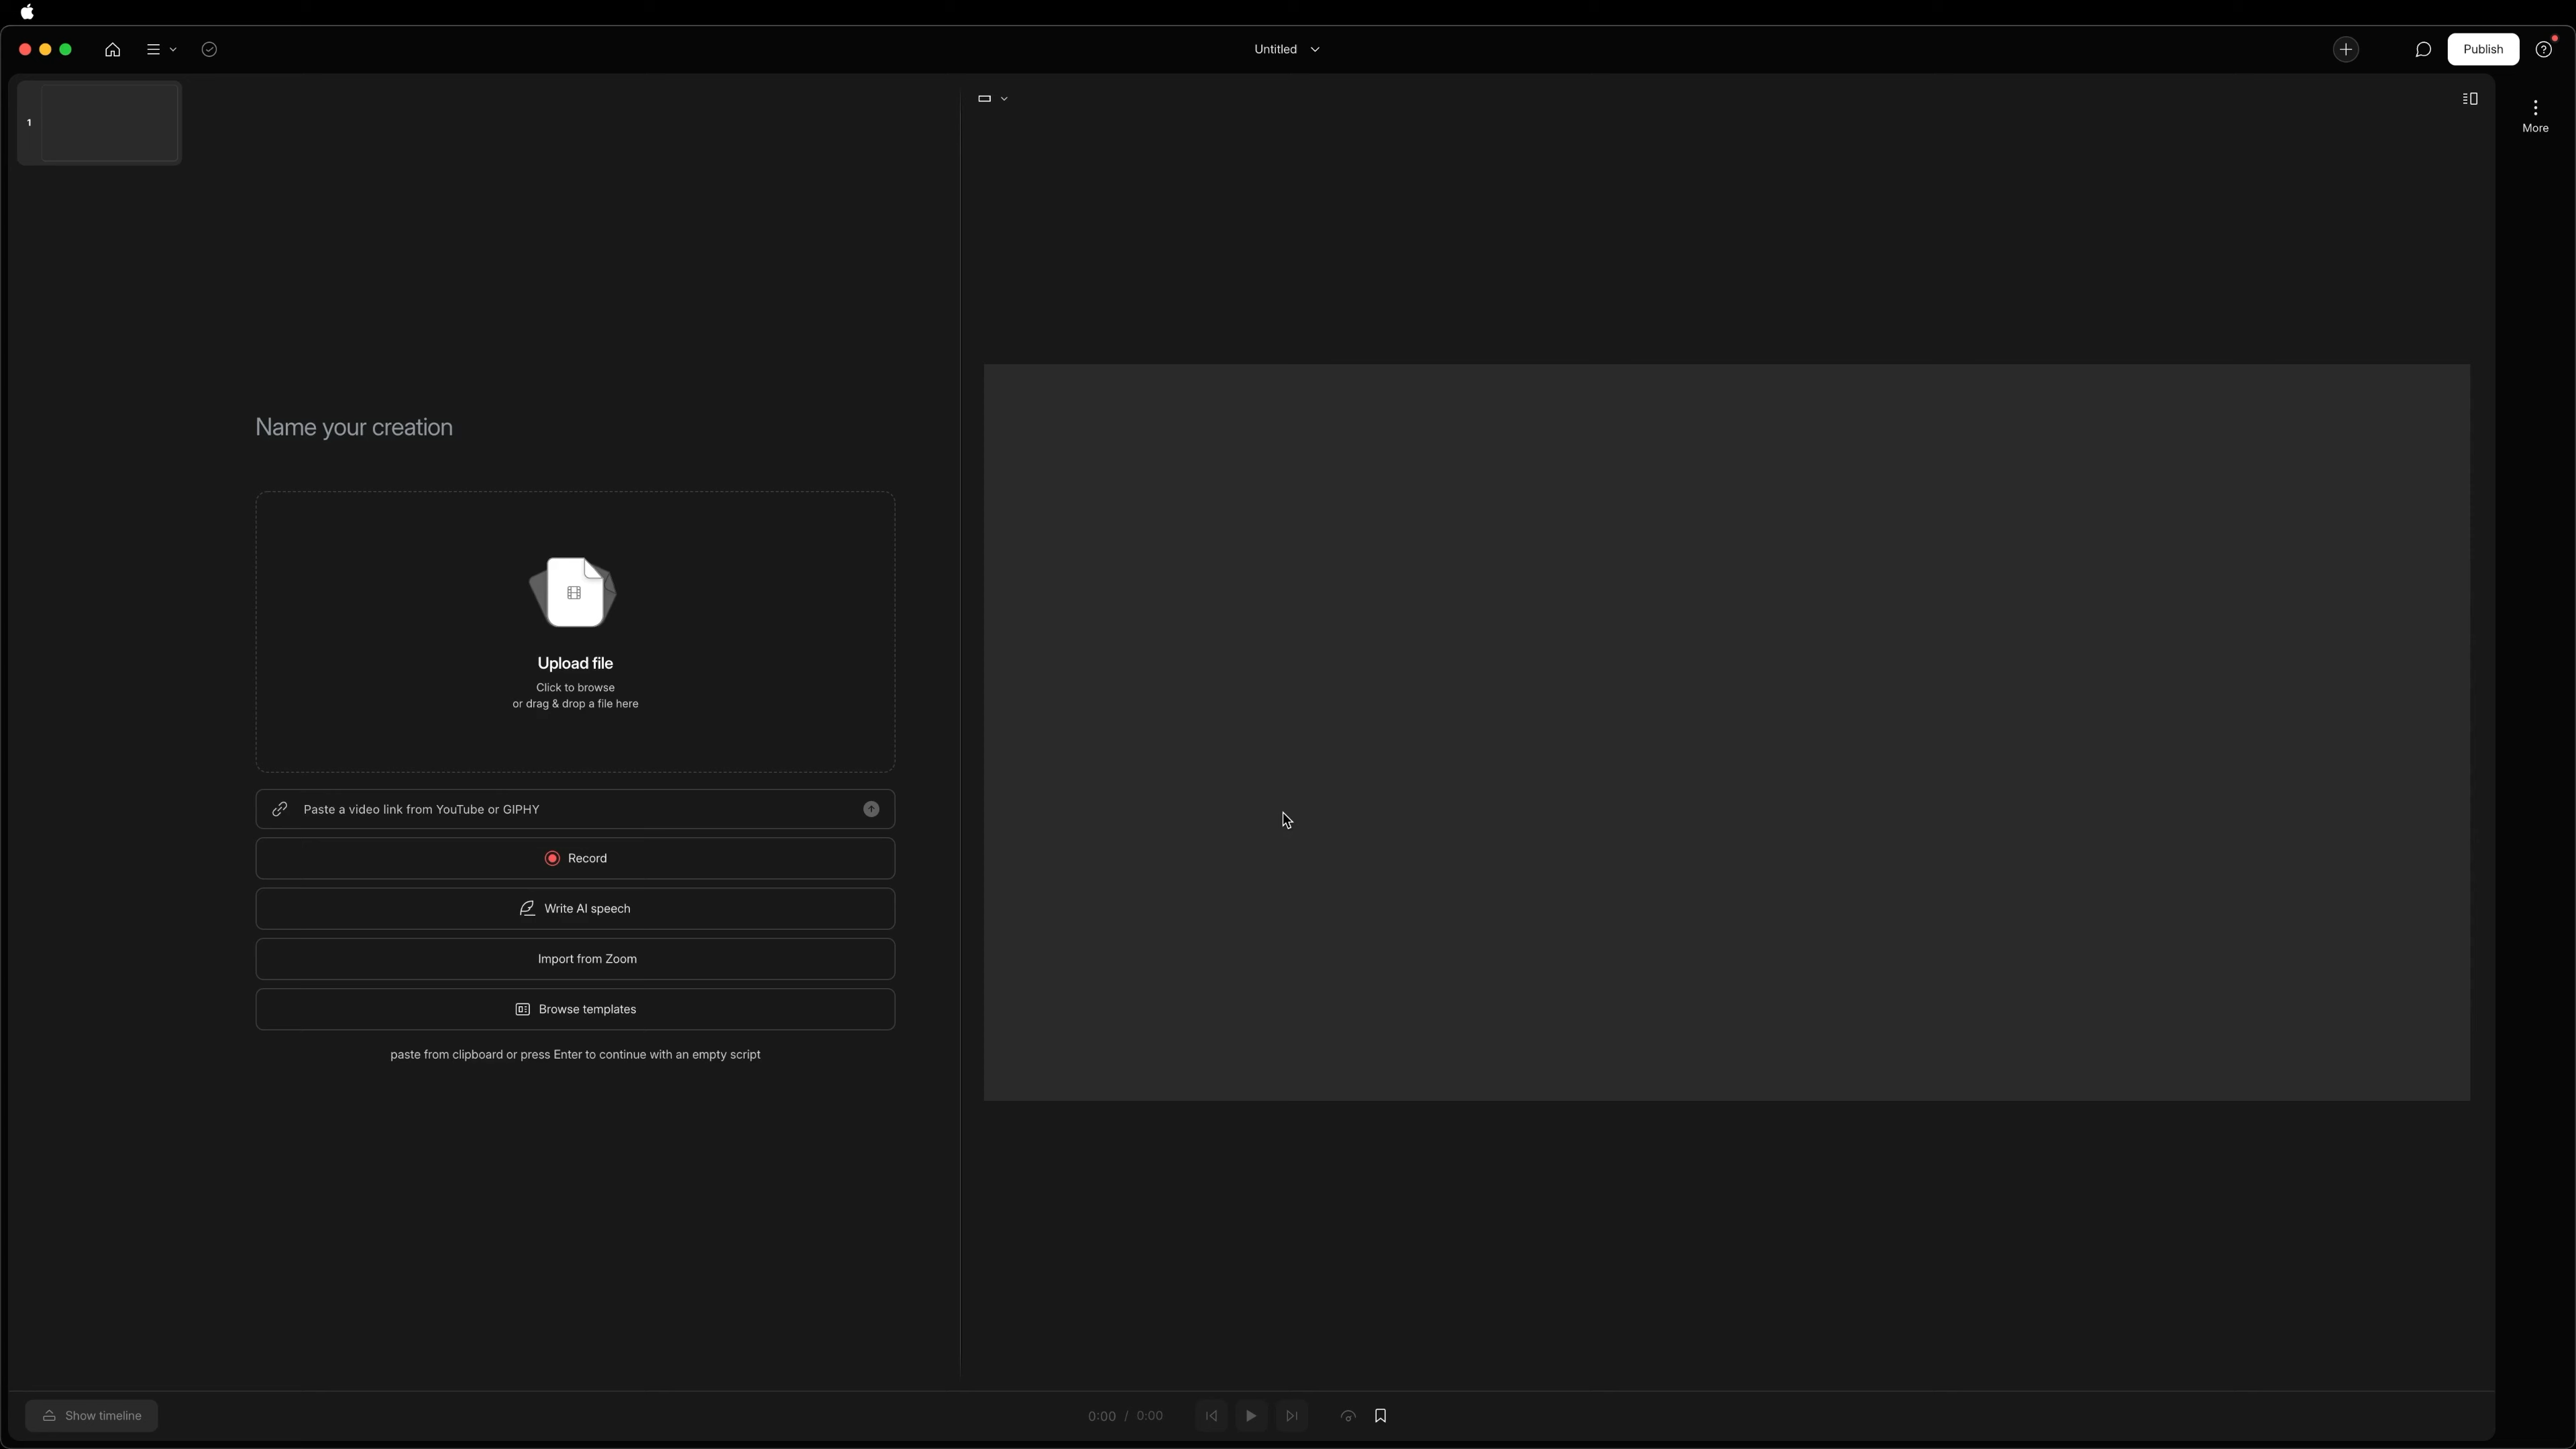 Untitled
Publish
1
More
Name your creation
Upload file
Click to browse
or drag & drop a file here
Paste a video link from YouTube or GIPHY
Record
Write AI speech
Import from Zoom
Browse templates
paste from clipboard or press Enter to continue with an empty script
Show timeline
0:00 / 0:00